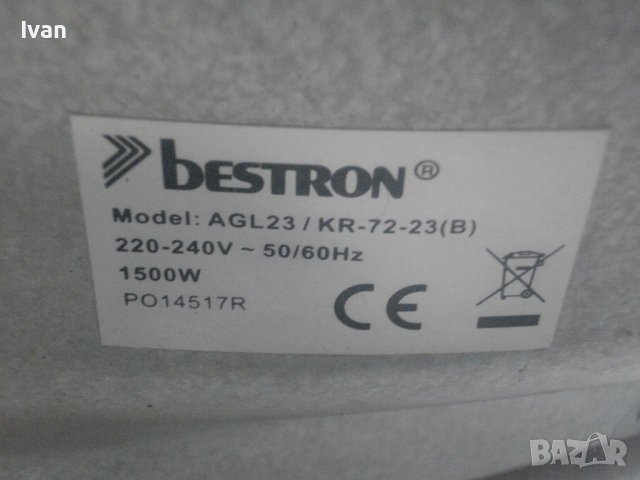 Ivan
BESTRON®
Model: AGL23 / KR-72-23(B)
220-240V ~ 50/60Hz
1500W
PO14517R
CE
BAZAR